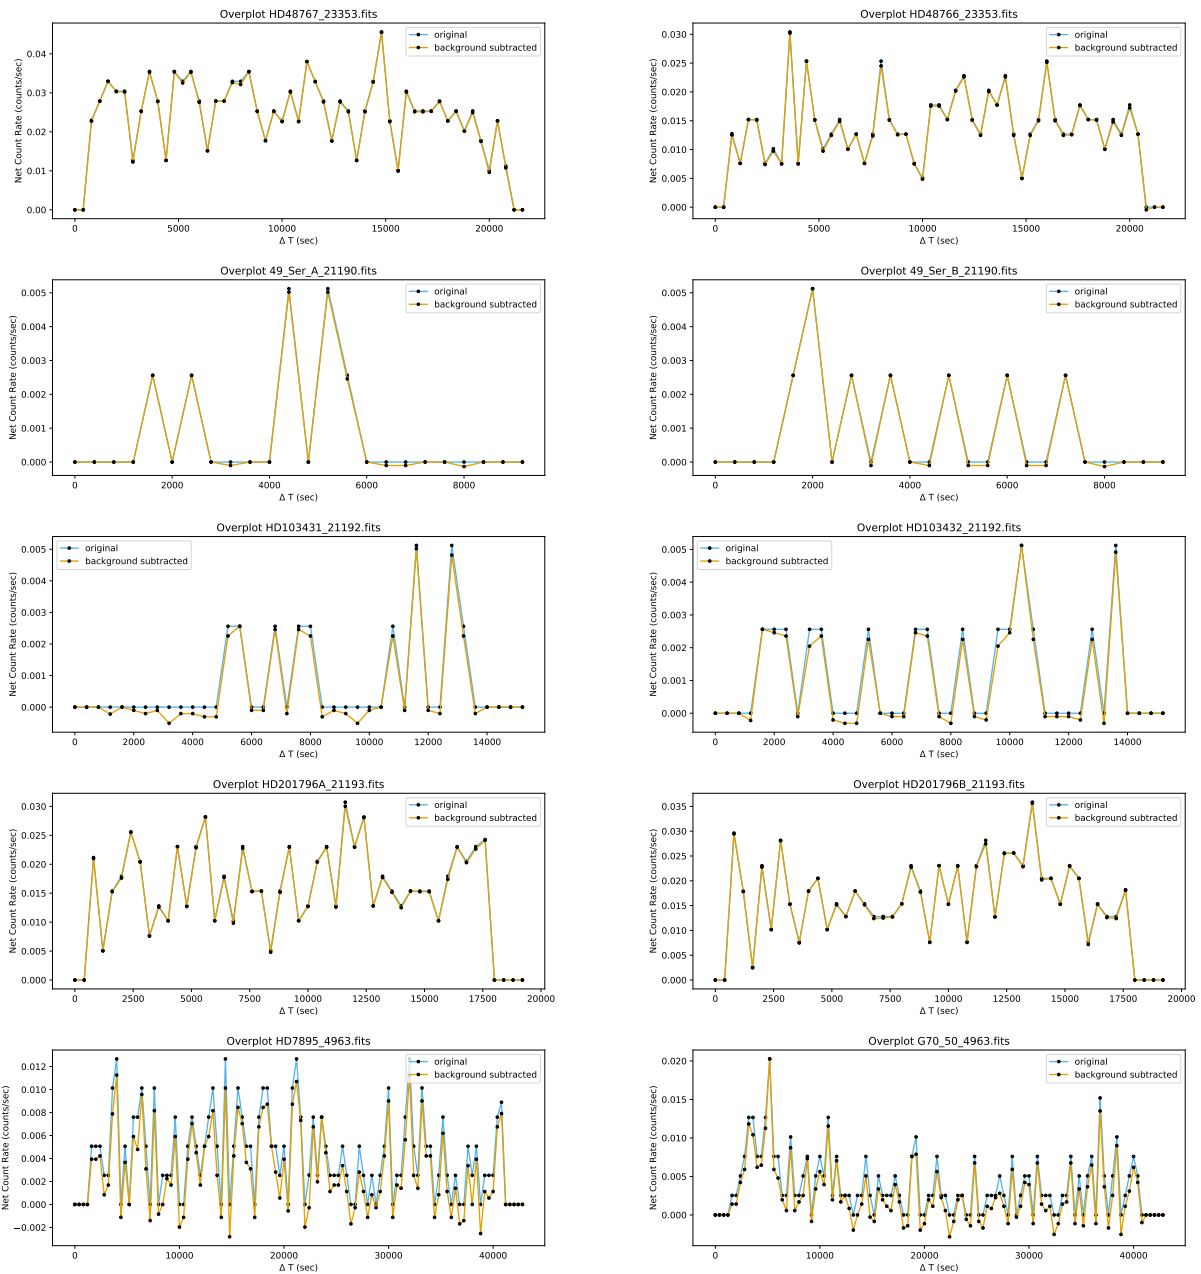 Overplot HD48767_23353.fits
Net Count Rate (counts/sec)
0.04
0.03
0.02
0.01
0.00
original
background subtracted
0 5000 10000 15000 20000
Δ T (sec)
Overplot HD48766_23353.fits
Net Count Rate (counts/sec)
0.030
0.025
0.020
0.015
0.010
0.005
0.000
original
background subtracted
0 5000 10000 15000 20000
Δ T (sec)
Overplot 49_Ser_A_21190.fits
Net Count Rate (counts/sec)
0.005
0.004
0.003
0.002
0.001
0.000
original
background subtracted
0 2000 4000 6000 8000
Δ T (sec)
Overplot 49_Ser_B_21190.fits
Net Count Rate (counts/sec)
0.005
0.004
0.003
0.002
0.001
0.000
original
background subtracted
0 2000 4000 6000 8000
Δ T (sec)
Overplot HD103431_21192.fits
Net Count Rate (counts/sec)
0.005
0.004
0.003
0.002
0.001
0.000
original
background subtracted
0 2000 4000 6000 8000 10000 12000 14000
Δ T (sec)
Overplot HD103432_21192.fits
Net Count Rate (counts/sec)
0.005
0.004
0.003
0.002
0.001
0.000
original
background subtracted
0 2000 4000 6000 8000 10000 12000 14000
Δ T (sec)
Overplot HD201796A_21193.fits
Net Count Rate (counts/sec)
0.030
0.025
0.020
0.015
0.010
0.005
0.000
original
background subtracted
0 2500 5000 7500 10000 12500 15000 17500 20000
Δ T (sec)
Overplot HD201796B_21193.fits
Net Count Rate (counts/sec)
0.035
0.030
0.025
0.020
0.015
0.010
0.005
0.000
original
background subtracted
0 2500 5000 7500 10000 12500 15000 17500 20000
Δ T (sec)
Overplot HD7895_4963.fits
Net Count Rate (counts/sec)
0.012
0.010
0.008
0.006
0.004
0.002
0.000
−0.002
original
background subtracted
0 10000 20000 30000 40000
Δ T (sec)
Overplot G70_50_4963.fits
Net Count Rate (counts/sec)
0.020
0.015
0.010
0.005
0.000
original
background subtracted
0 10000 20000 30000 40000
Δ T (sec)